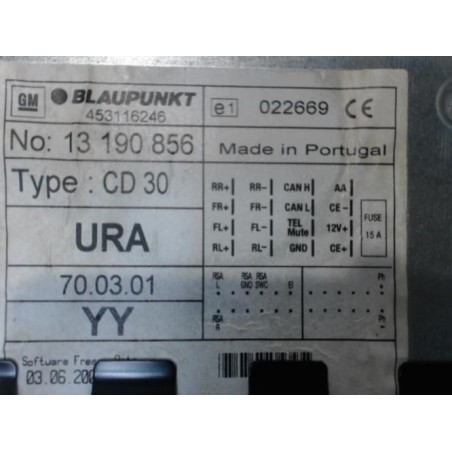 GM BLAUPUNKT
453116246
e1 022669 CE
No: 13 190 856
Made in Portugal
Type : CD 30
RR+ RR- CAN H AA
FR+ FR- CAN L CE-
FL+ FL- TEL Mute 12V+
RL+ RL- GND CE+
FUSE
15 A
URA
70.03.01
YY
RSA L RSA GND RSA SWC B Ph +
RSA Ph -
Software
03.06.